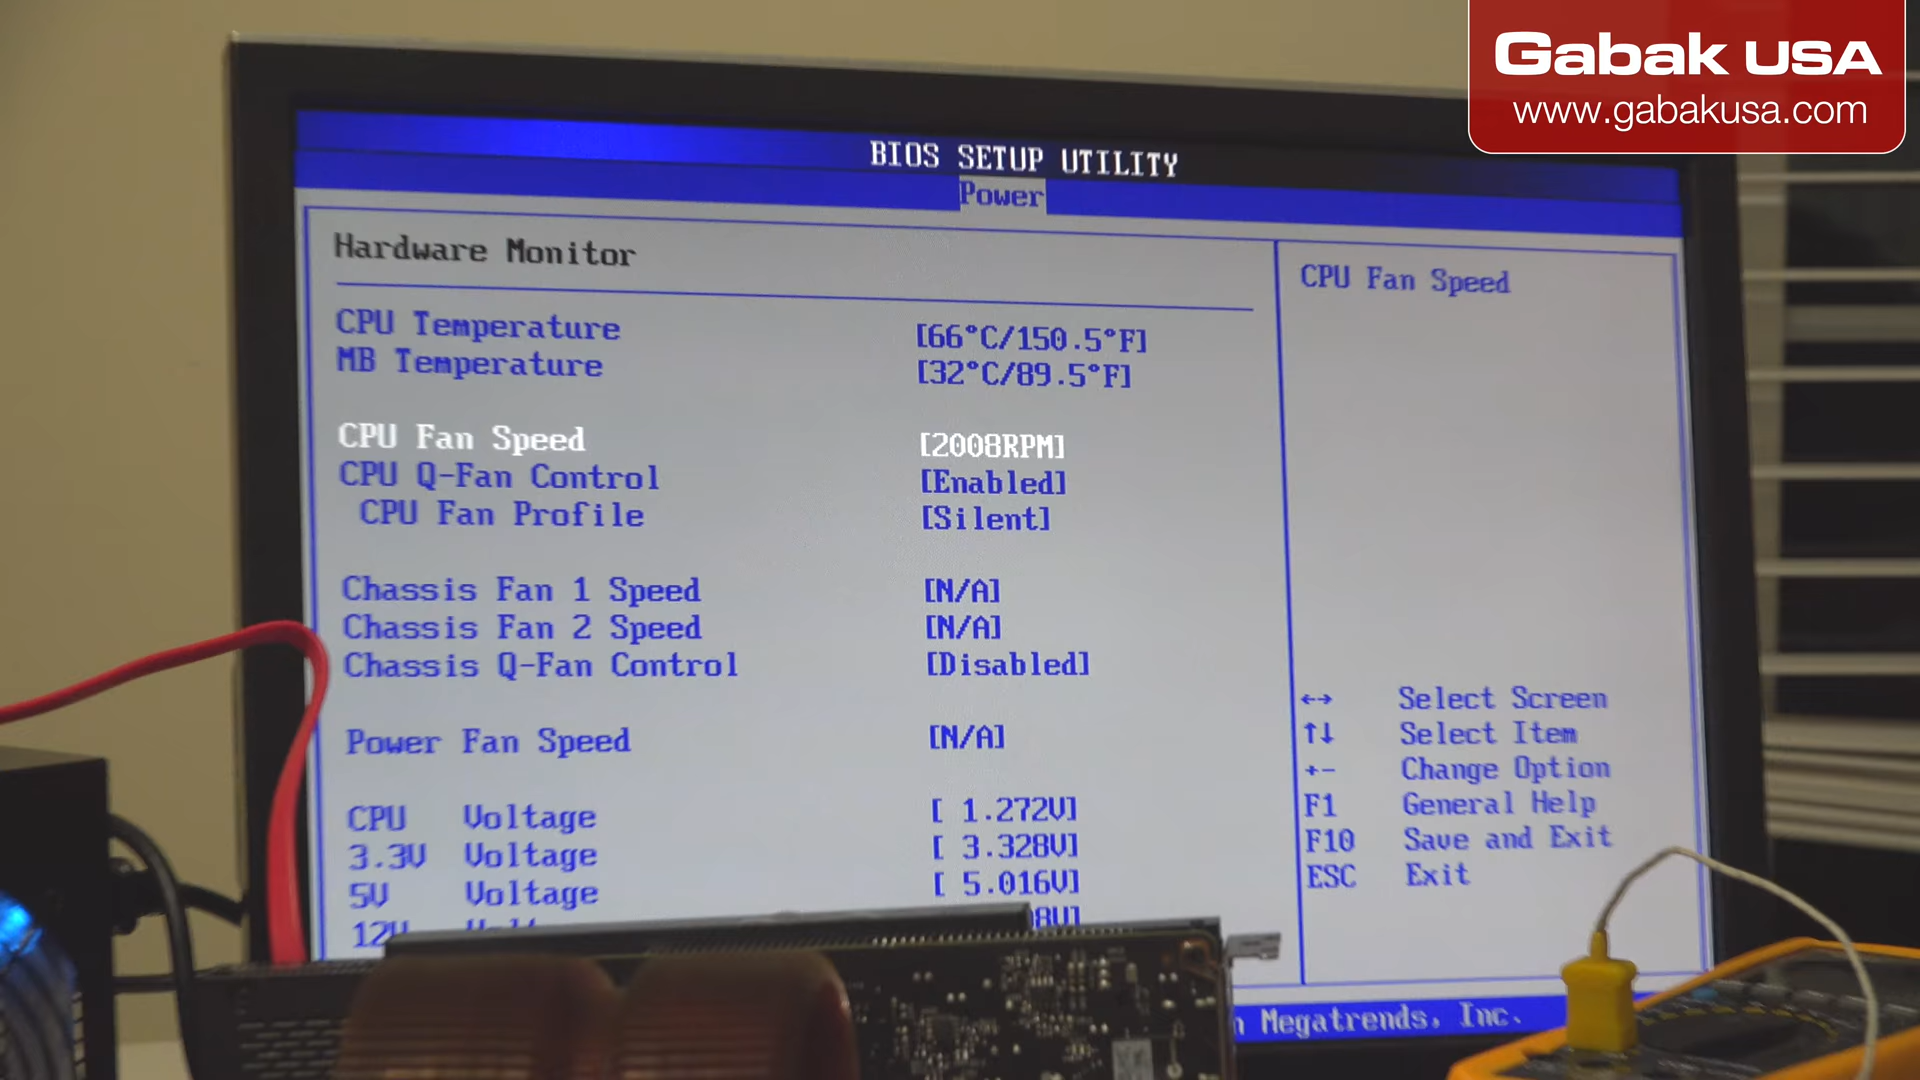 Gabak USA
www.gabakusa.com
BIOS SETUP UTILITY
Power
Hardware Monitor
CPU Temperature [66°C/150.5°F]
MB Temperature [32°C/89.5°F]
CPU Fan Speed [2008RPM]
CPU Q-Fan Control [Enabled]
CPU Fan Profile [Silent]
Chassis Fan 1 Speed [N/A]
Chassis Fan 2 Speed [N/A]
Chassis Q-Fan Control [Disabled]
Power Fan Speed [N/A]
CPU Voltage [ 1.272V]
3.3V Voltage [ 3.328V]
5V Voltage [ 5.016V]
12V
CPU Fan Speed
←→ Select Screen
↑↓ Select Item
+- Change Option
F1 General Help
F10 Save and Exit
ESC Exit
Megatrends, Inc.